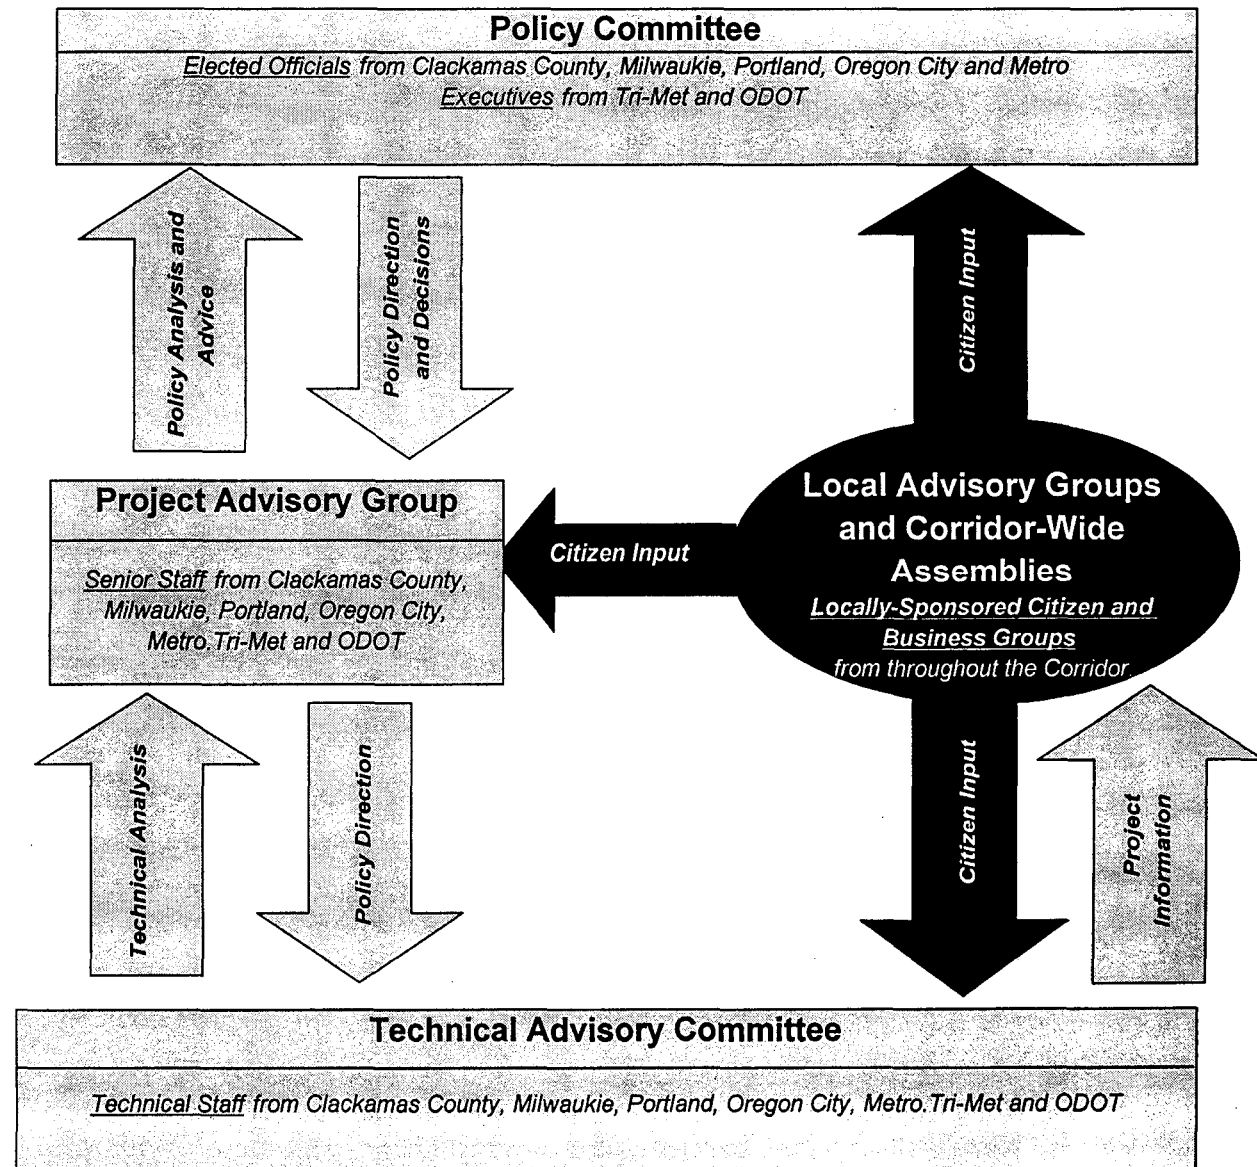 Policy Committee
Elected Officials from Clackamas County, Milwaukie, Portland, Oregon City and Metro
Executives from Tri-Met and ODOT
Policy Analysis and
Advice
Policy Direction
and Decisions
Citizen Input
Project Advisory Group
Senior Staff from Clackamas County,
Milwaukie, Portland, Oregon City,
Metro.Tri-Met and ODOT
Citizen Input
Local Advisory Groups
and Corridor-Wide
Assemblies
Locally-Sponsored Citizen and
Business Groups
from throughout the Corridor.
Technical Analysis
Policy Direction
Citizen Input
Project
Information
Technical Advisory Committee
Technical Staff from Clackamas County, Milwaukie, Portland, Oregon City, Metro.Tri-Met and ODOT